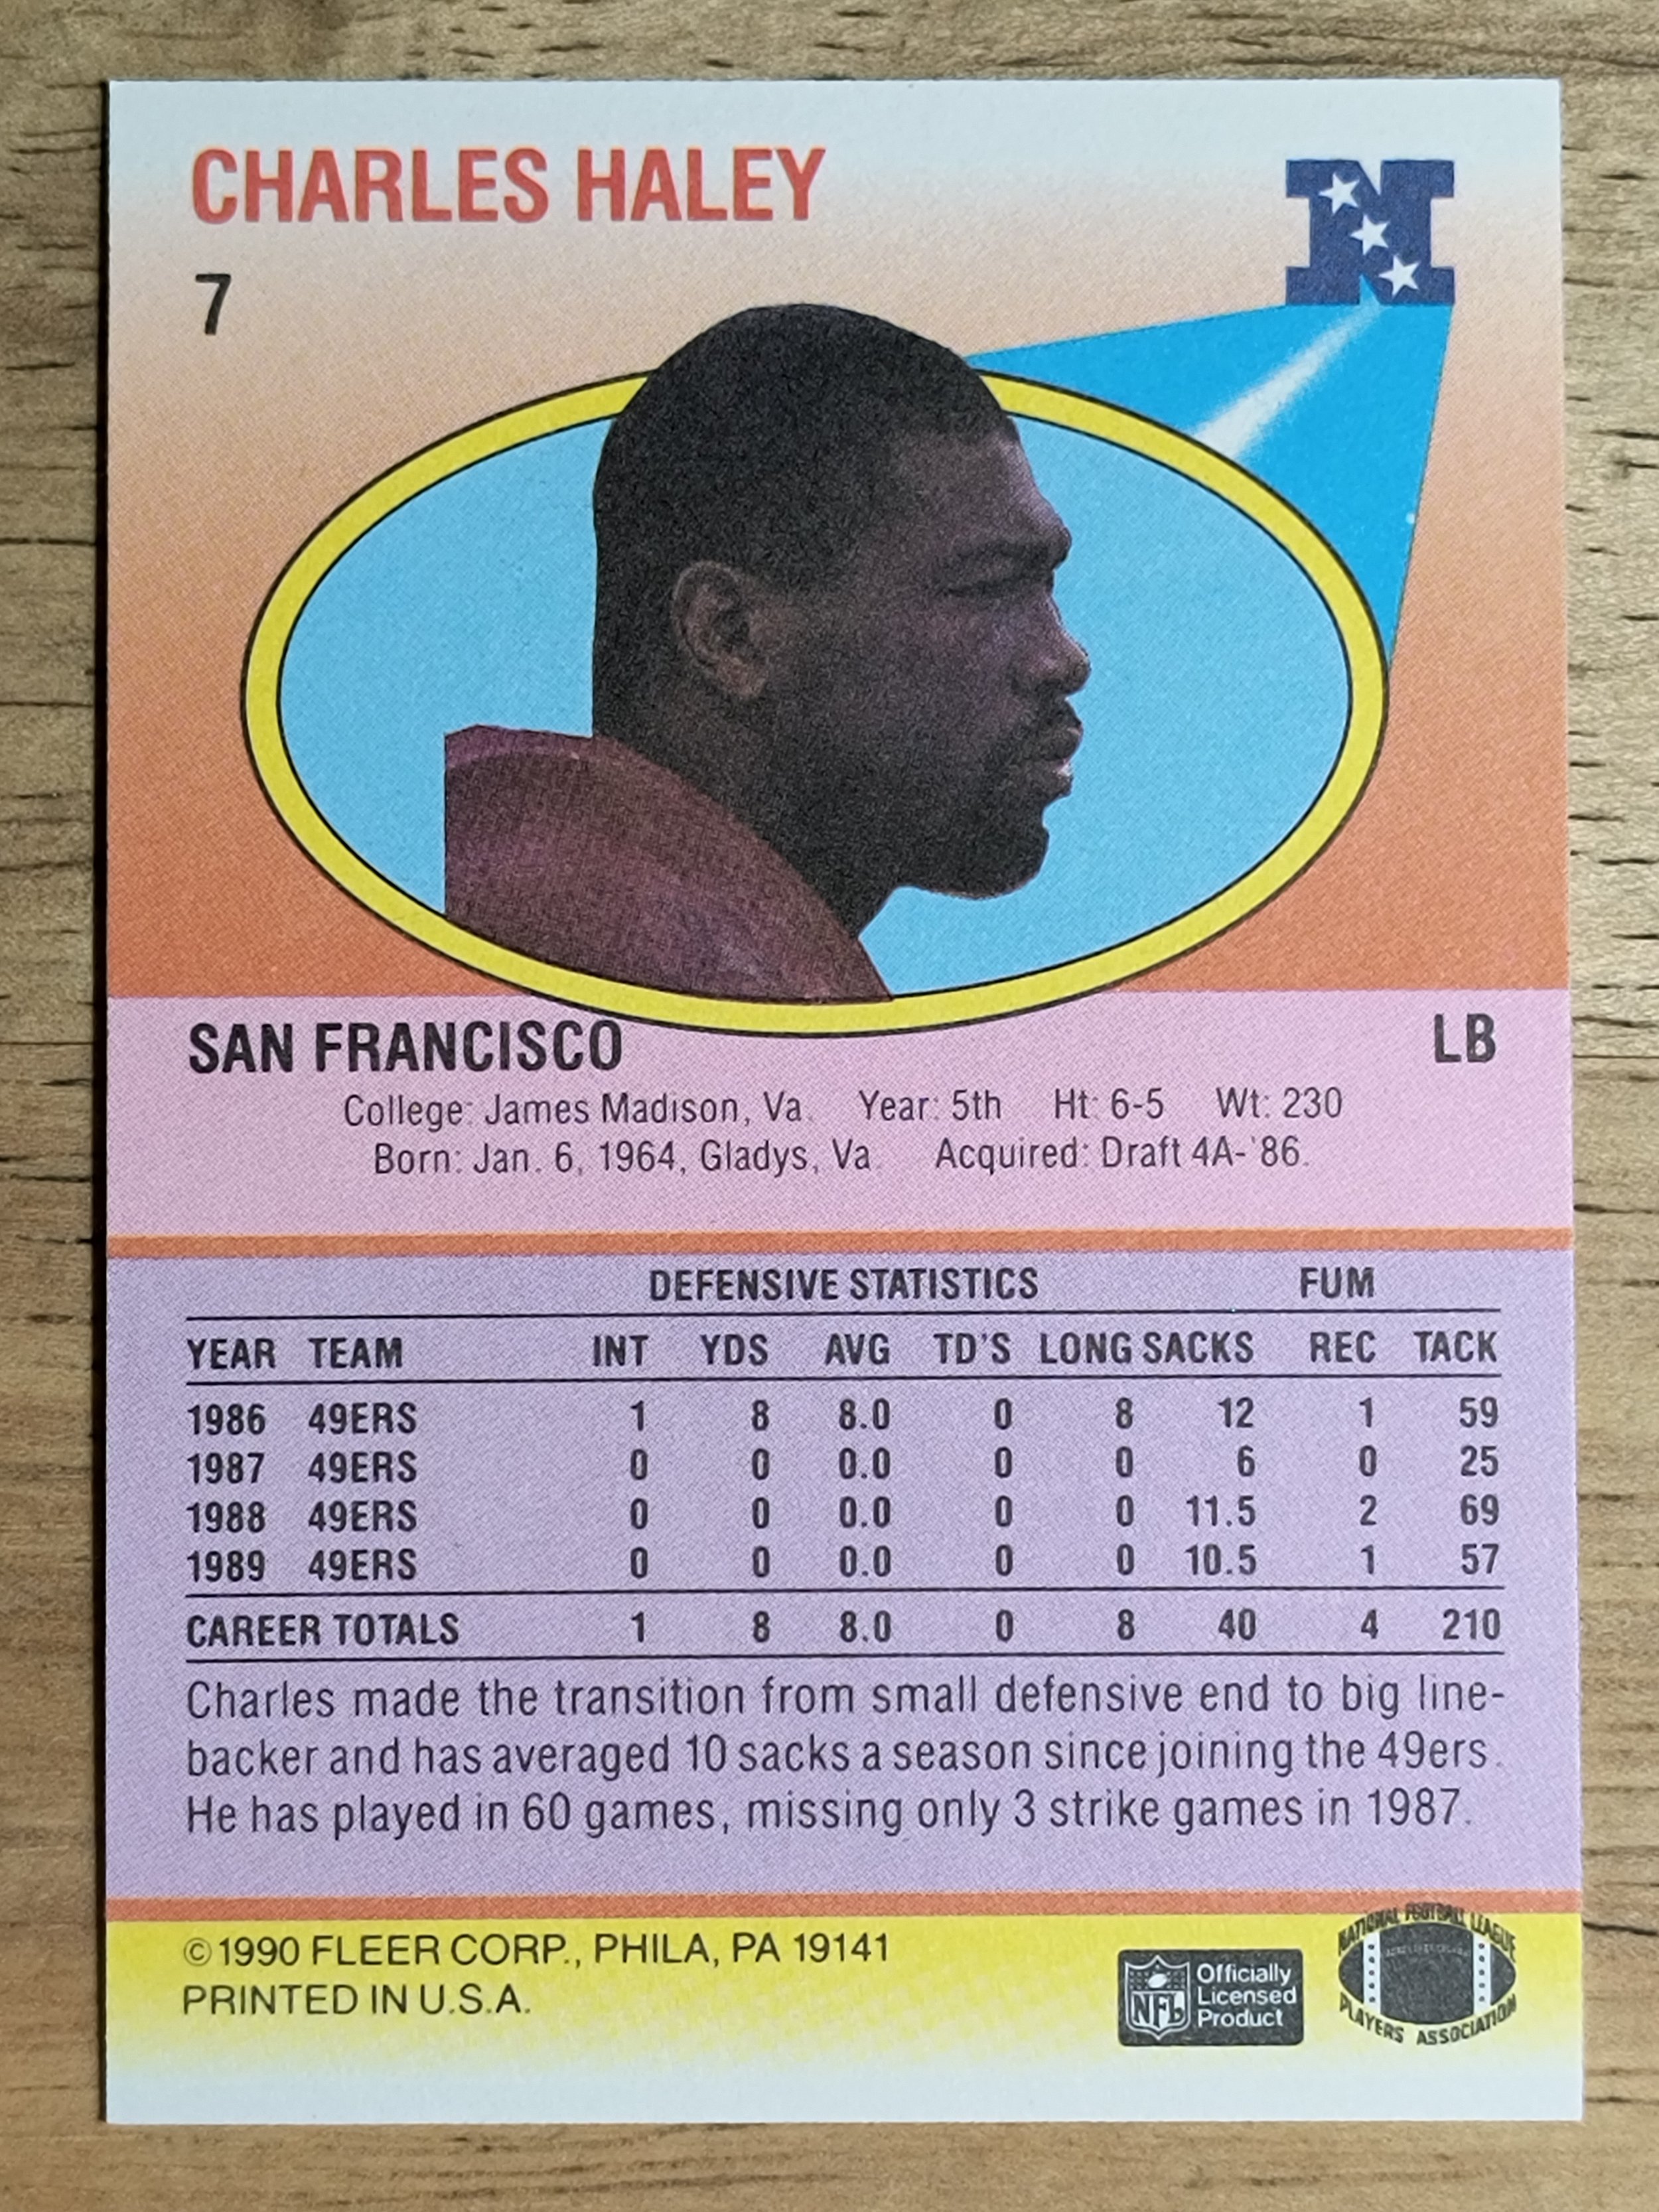 CHARLES HALEY
7
SAN FRANCISCO LB
College: James Madison, Va. Year: 5th Ht: 6-5 Wt: 230
Born: Jan. 6, 1964, Gladys, Va. Acquired: Draft 4A-'86.
DEFENSIVE STATISTICS FUM
YEAR TEAM INT YDS AVG TD'S LONG SACKS REC TACK
1986 49ERS 1 8 8.0 0 8 12 1 59
1987 49ERS 0 0 0.0 0 0 6 0 25
1988 49ERS 0 0 0.0 0 0 11.5 2 69
1989 49ERS 0 0 0.0 0 0 10.5 1 57
CAREER TOTALS 1 8 8.0 0 8 40 4 210
Charles made the transition from small defensive end to big line-
backer and has averaged 10 sacks a season since joining the 49ers.
He has played in 60 games, missing only 3 strike games in 1987.
©1990 FLEER CORP., PHILA, PA 19141
PRINTED IN U.S.A.
NFL
Officially
Licensed
Product
NATIONAL FOOTBALL LEAGUE
PLAYERS ASSOCIATION